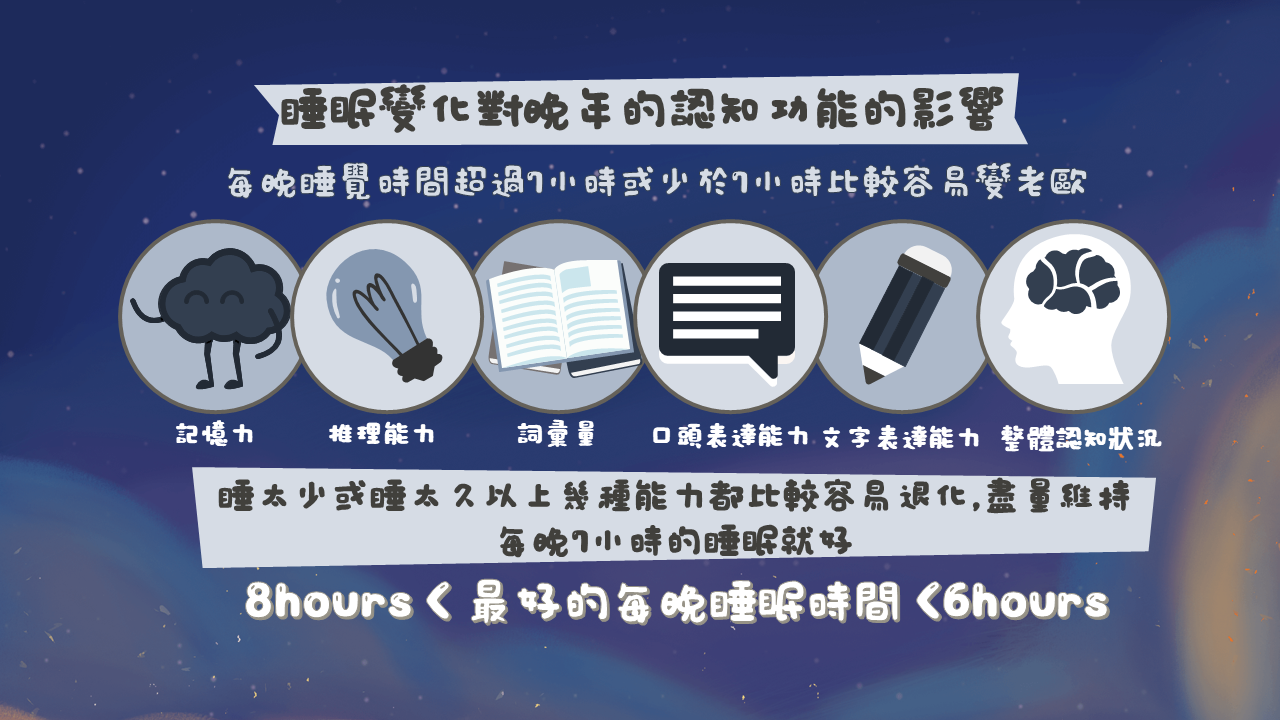 睡眠變化對晚年的認知功能的影響
每晚睡覺時間超過7小時或少於7小時比較容易變老歐
記憶力
推理能力
詞彙量
口頭表達能力
文字表達能力
整體認知狀況
睡太少或睡太久以上幾種能力都比較容易退化,盡量維持
每晚7小時的睡眠就好
8hours < 最好的每晚睡眠時間 <6hours